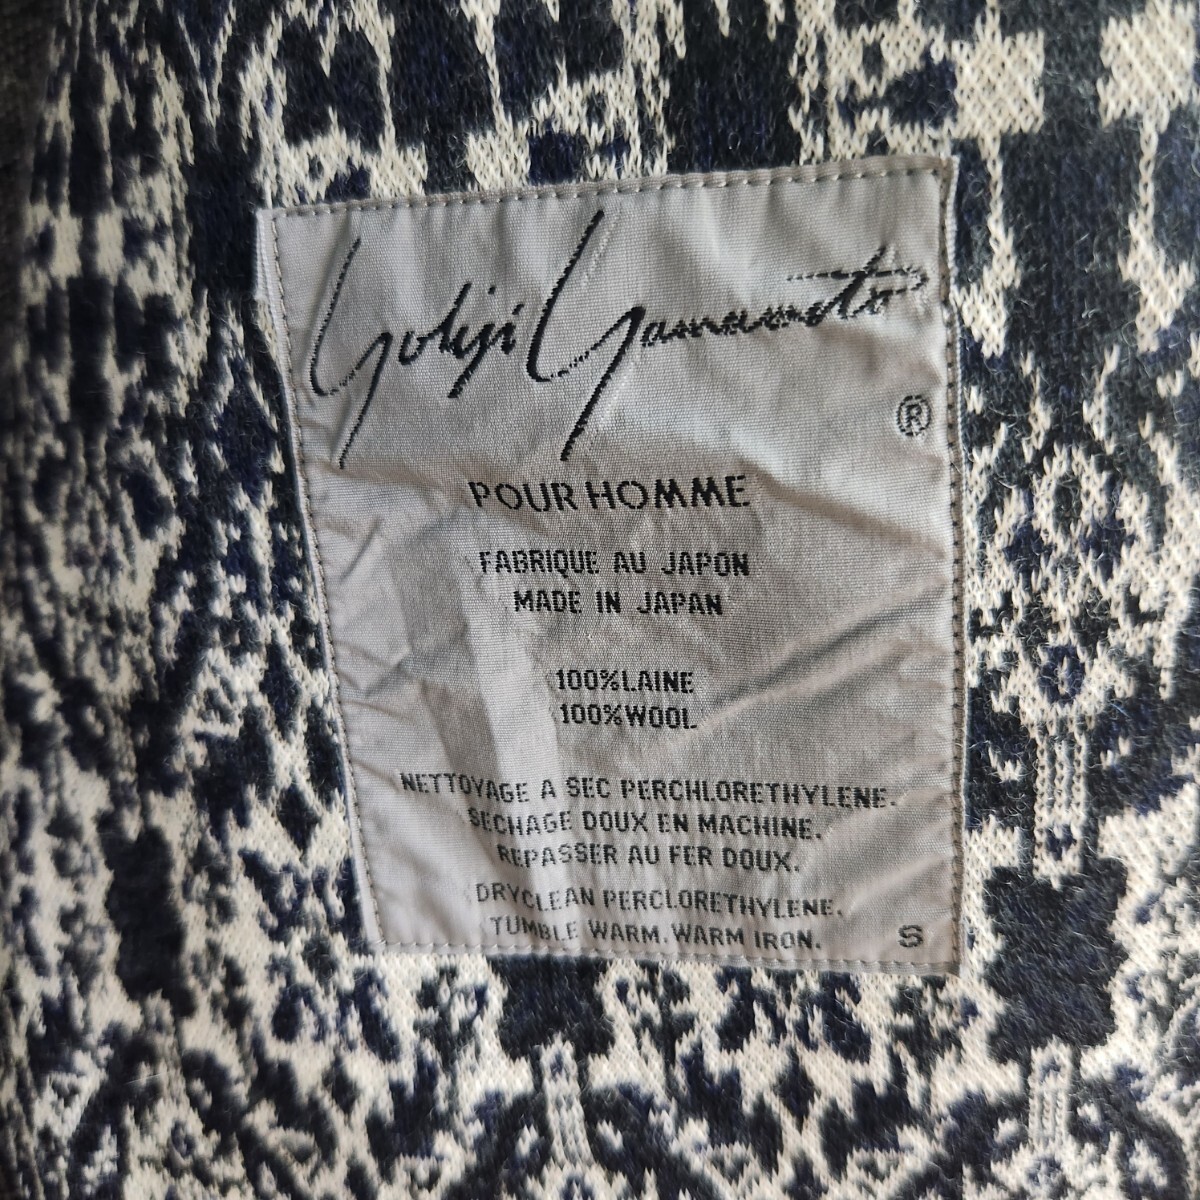 Yohji Yamamoto
®
POUR HOMME
FABRIQUE AU JAPON
MADE IN JAPAN
100%LAINE
100%WOOL
NETTOYAGE A SEC PERCHLORETHYLENE.
SECHAGE DOUX EN MACHINE.
REPASSER AU FER DOUX.
DRYCLEAN PERCLORETHYLENE.
TUMBLE WARM.WARM IRON. S